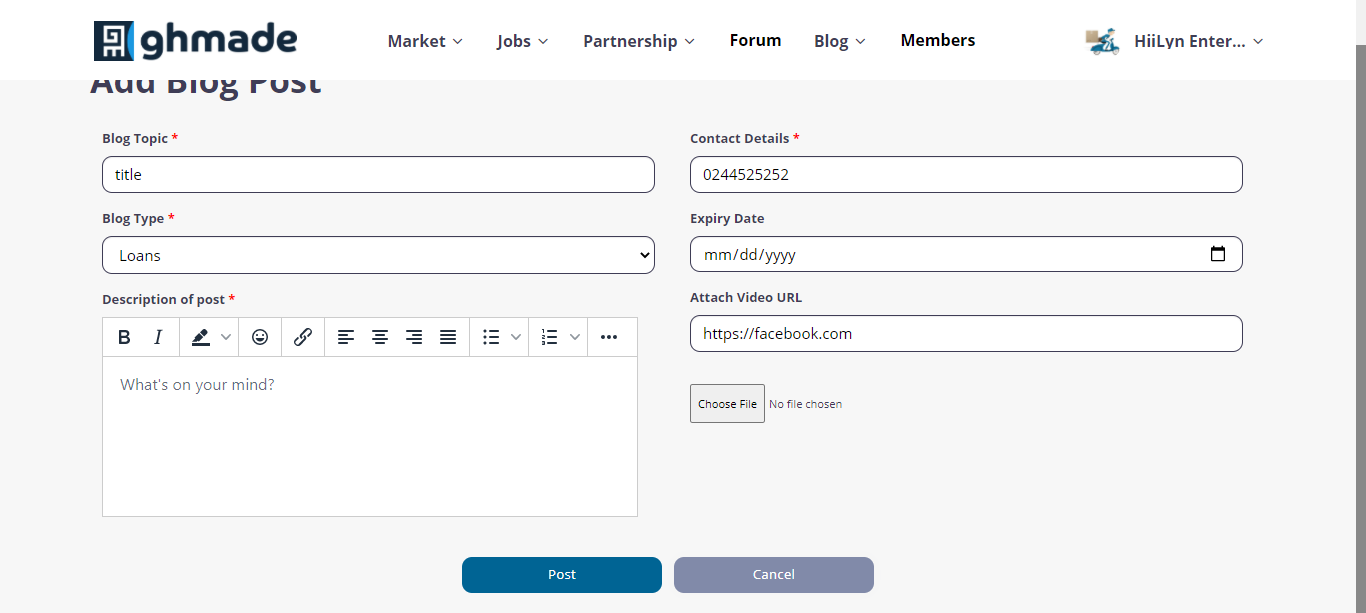 ghmade
Market Jobs Partnership Forum Blog Members HiiLyn Enter...
Add Blog Post
Blog Topic *
title
Blog Type *
Loans
Description of post *
B I
What's on your mind?
Contact Details *
0244525252
Expiry Date
mm/dd/yyyy
Attach Video URL
https://facebook.com
Choose File No file chosen
Post Cancel